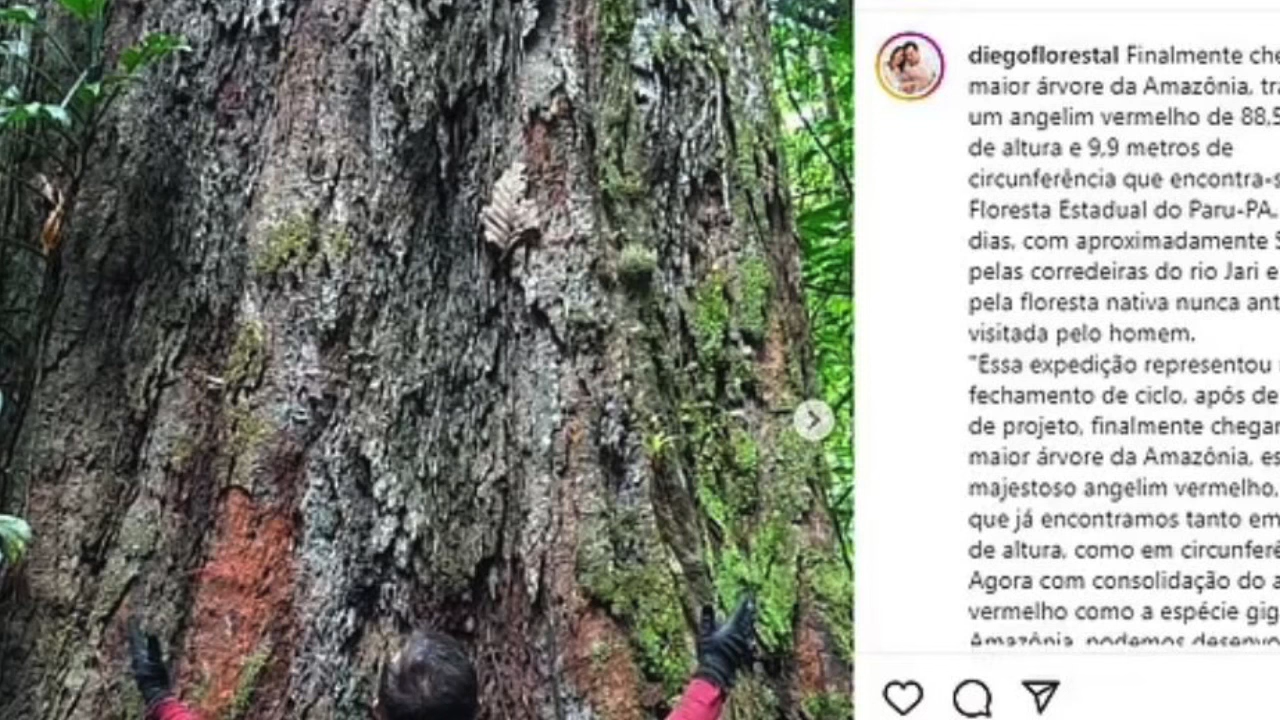 diegoflorestal Finalmente che
maior árvore da Amazônia, tra
um angelim vermelho de 88,5
de altura e 9,9 metros de
circunferência que encontra-s
Floresta Estadual do Paru-PA.
dias, com aproximadamente 5
pelas corredeiras do rio Jari e
pela floresta nativa nunca ant
visitada pelo homem.
"Essa expedição representou
fechamento de ciclo, após de
de projeto, finalmente chegar
maior árvore da Amazônia, es
majestoso angelim vermelho,
que já encontramos tanto em
de altura, como em circunferê
Agora com consolidação do a
vermelho como a espécie gig
Amazônia, podemos desenvo